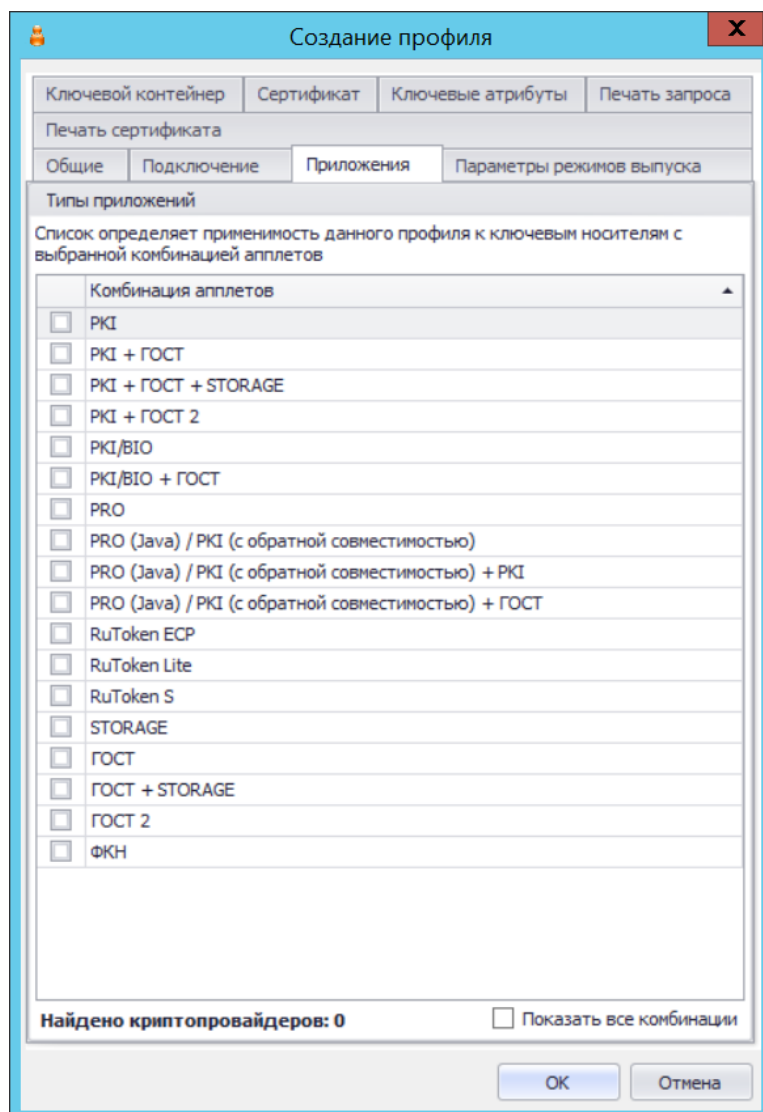 Создание профиля
X
Ключевой контейнер
Сертификат
Ключевые атрибуты
Печать запроса
Печать сертификата
Общие
Подключение
Приложения
Параметры режимов выпуска
Типы приложений
Список определяет применимость данного профиля к ключевым носителям с
выбранной комбинацией апплетов
Комбинация апплетов
PKI
PKI + ГОСТ
PKI + ГОСТ + STORAGE
PKI + ГОСТ 2
PKI/BIO
PKI/BIO + ГОСТ
PRO
PRO (Java) / PKI (с обратной совместимостью)
PRO (Java) / PKI (с обратной совместимостью) + PKI
PRO (Java) / PKI (с обратной совместимостью) + ГОСТ
RuToken ECP
RuToken Lite
RuToken S
STORAGE
ГОСТ
ГОСТ + STORAGE
ГОСТ 2
ФКН
Найдено криптопровайдеров: 0
Показать все комбинации
ОК
Отмена